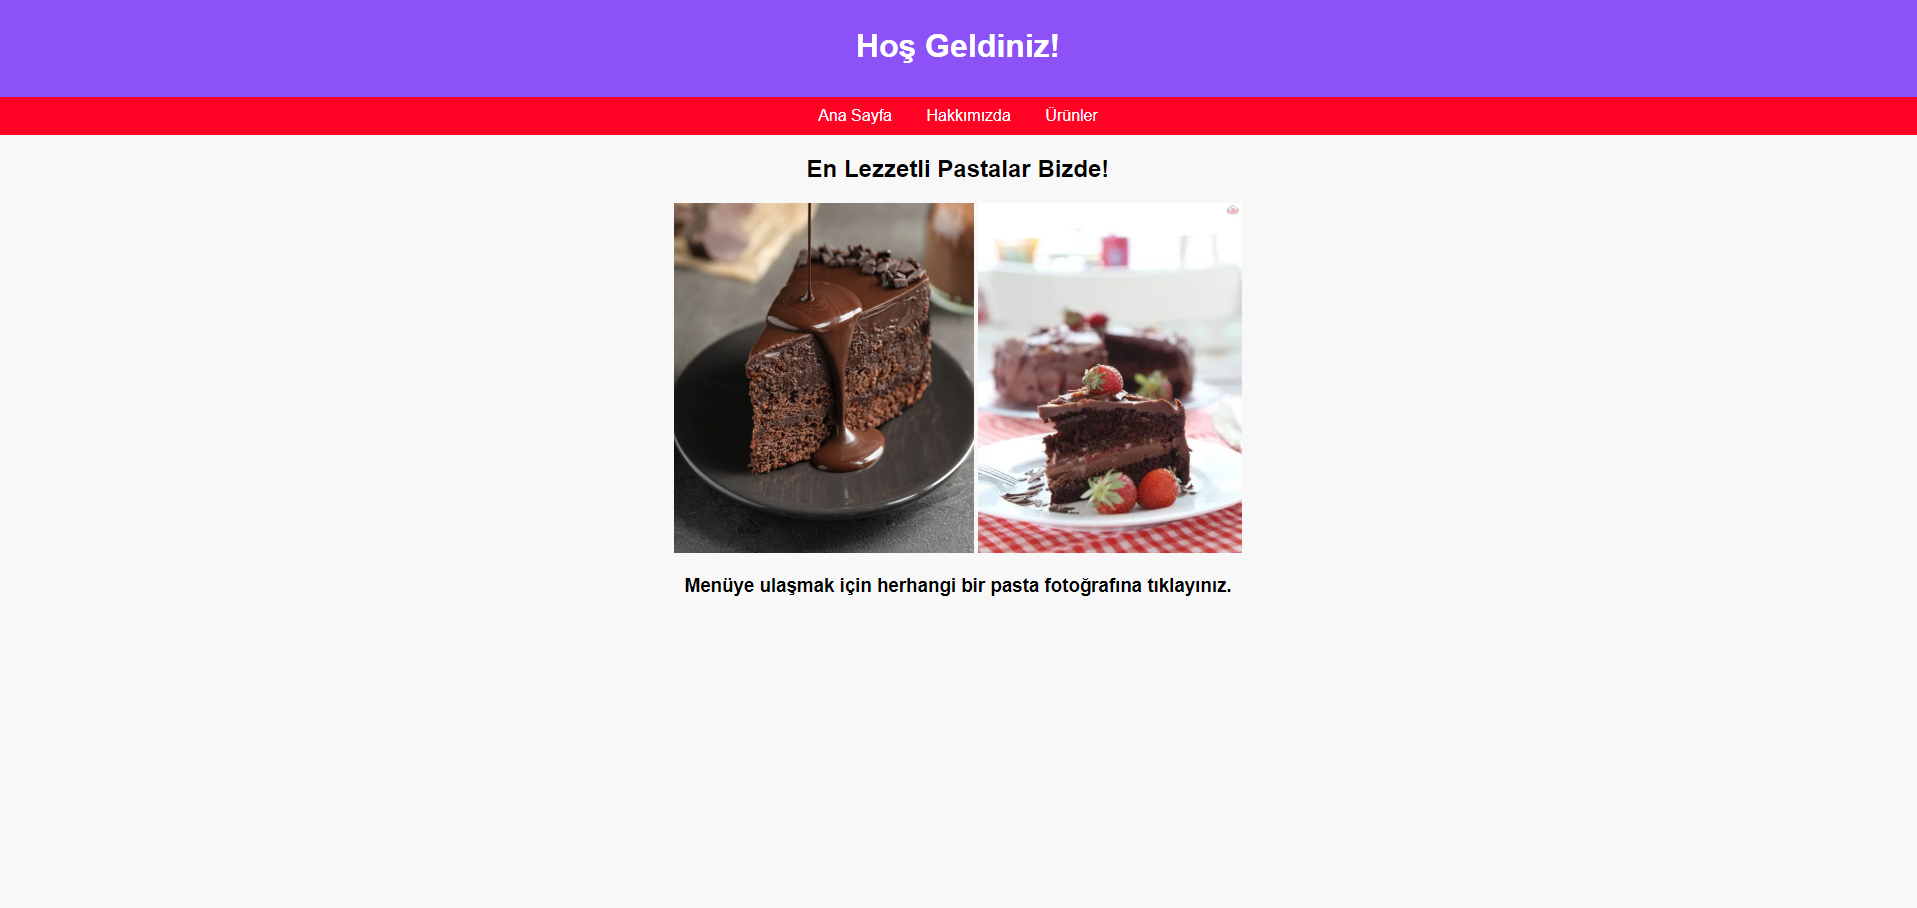 Hoş Geldiniz!
Ana Sayfa Hakkımızda Ürünler
En Lezzetli Pastalar Bizde!
Menüye ulaşmak için herhangi bir pasta fotoğrafına tıklayınız.